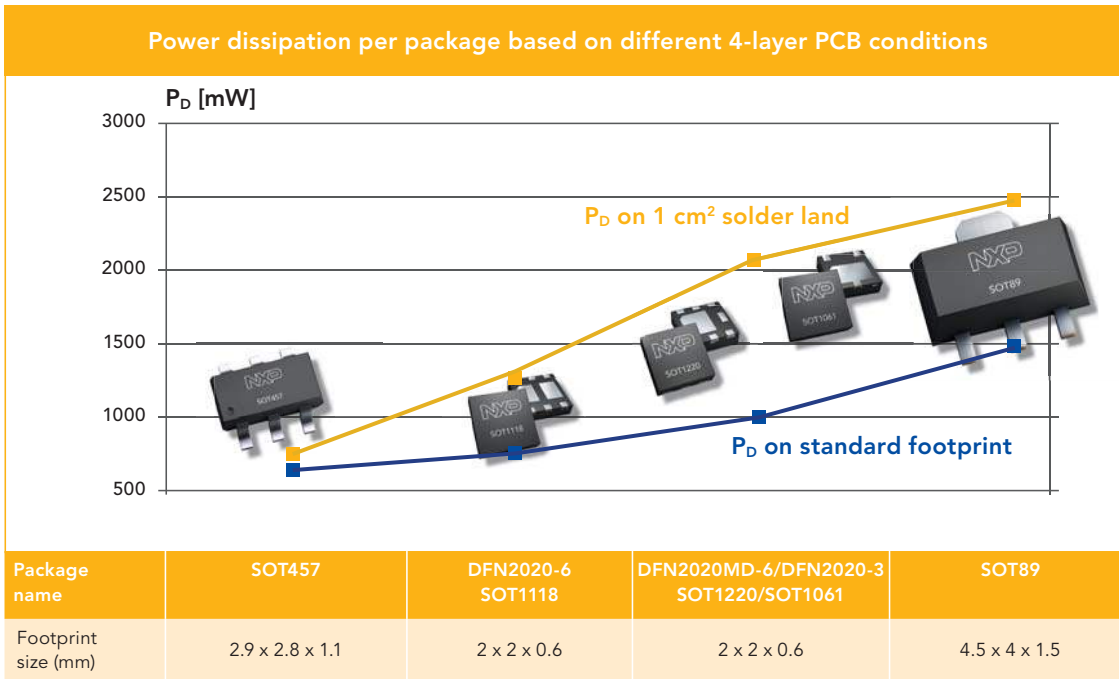 Power dissipation per package based on different 4-layer PCB conditions
PD [mW]
3000
2500
2000
1500
1000
500
PD on 1 cm² solder land
PD on standard footprint
NXP
SOT457
NXP
SOT1118
NXP
SOT1220
NXP
SOT1061
NXP
SOT89
Package name
SOT457
DFN2020-6
SOT1118
DFN2020MD-6/DFN2020-3
SOT1220/SOT1061
SOT89
Footprint
size (mm)
2.9 x 2.8 x 1.1
2 x 2 x 0.6
2 x 2 x 0.6
4.5 x 4 x 1.5